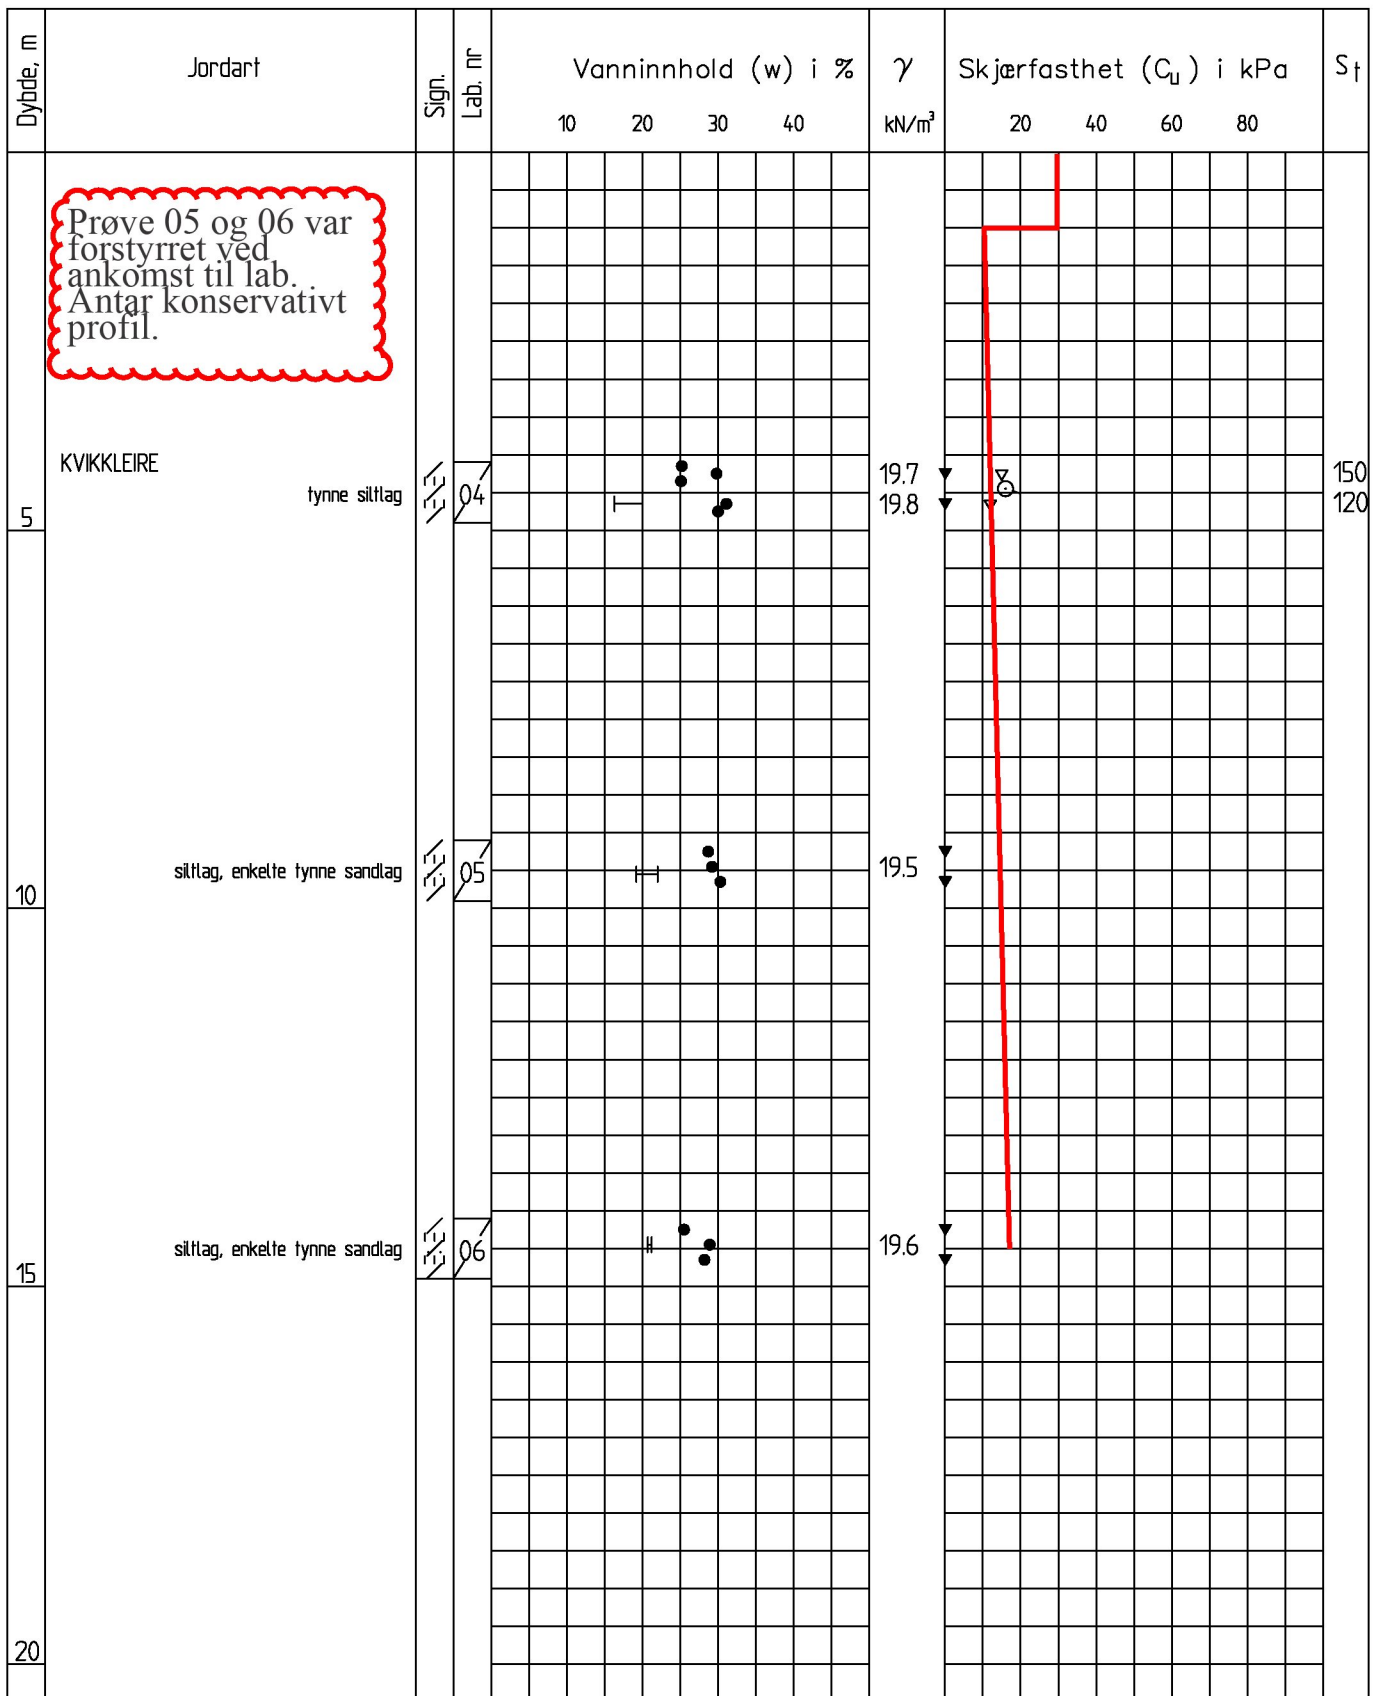 Dybde, m
Jordart
Sign.
Lab. nr
Vanninnhold (w) i %
10 20 30 40
γ
kN/m³
Skjærfasthet (Cu) i kPa
20 40 60 80
St
Prøve 05 og 06 var
forstyrret ved
ankomst til lab.
Antar konservativt
profil.
KVIKKLEIRE
tynne siltlag
04
19.7
19.8
150
120
5
siltlag, enkelte tynne sandlag
05
19.5
10
siltlag, enkelte tynne sandlag
06
19.6
15
20